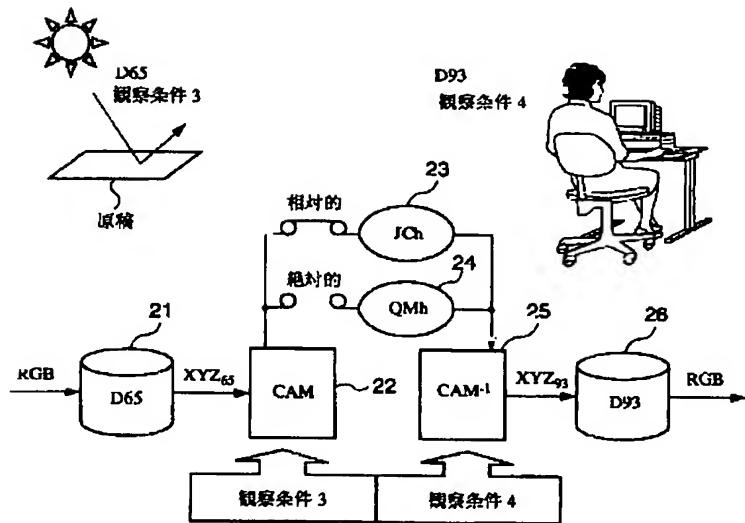 D65
観察条件 3
原稿
D93
観察条件 4
相対的
JCh
23
絶対的
QMh
24
21
RGB
D65
XYZ65
CAM
22
CAM-1
25
XYZ93
26
D93
RGB
観察条件 3
観察条件 4